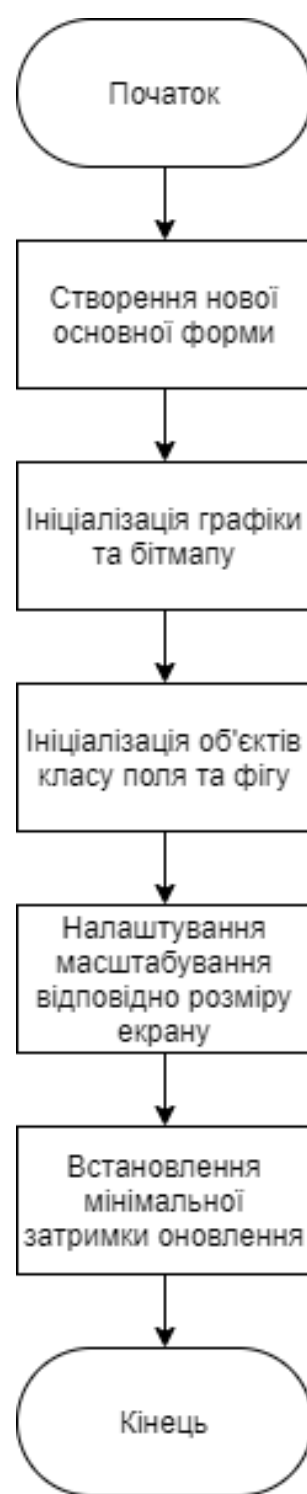 Початок
Створення нової
основної форми
Ініціалізація графіки
та бітмапу
Ініціалізація об'єктів
класу поля та фігу
Налаштування
масштабування
відповідно розміру
екрану
Встановлення
мінімальної
затримки оновлення
Кінець